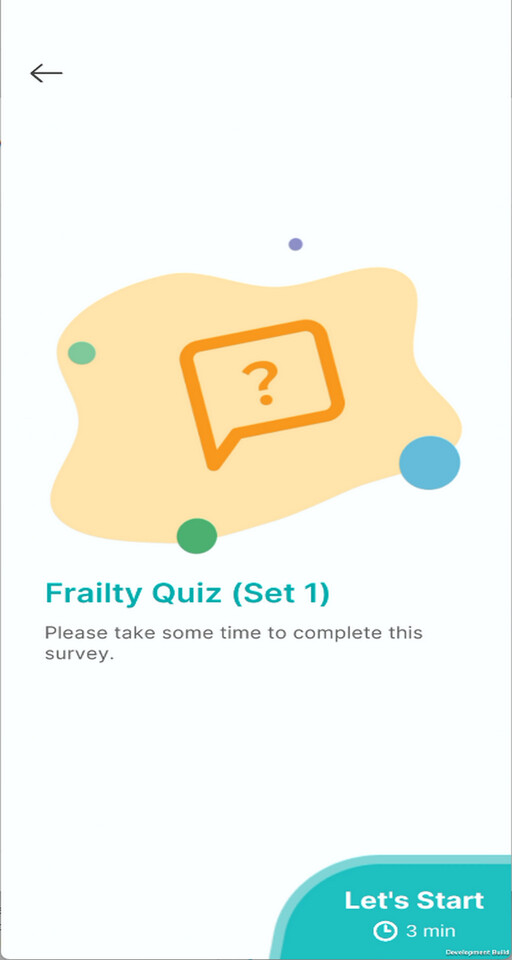 ?
Frailty Quiz (Set 1)
Please take some time to complete this
survey.
Let's Start
3 min
Development Build